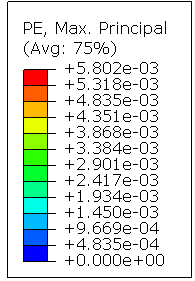 PE, Max. Principal
(Avg: 75%)
+5.802e-03
+5.318e-03
+4.835e-03
+4.351e-03
+3.868e-03
+3.384e-03
+2.901e-03
+2.417e-03
+1.934e-03
+1.450e-03
+9.669e-04
+4.835e-04
+0.000e+00